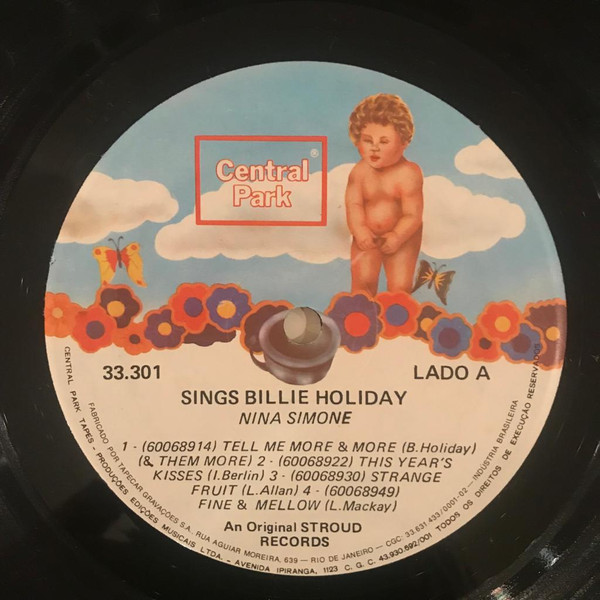 Central®
Park
33.301
LADO A
SINGS BILLIE HOLIDAY
NINA SIMONE
1 - (60068914) TELL ME MORE & MORE (B.Holiday)
(& THEM MORE) 2 - (60068922) THIS YEAR'S
KISSES (I.Berlin) 3 - (60068930) STRANGE
FRUIT (L.Allan) 4 - (60068949)
FINE & MELLOW (L.Mackay)
An Original STROUD
RECORDS
FABRICADO POR TAPECAR GRAVAÇÕES S.A. RUA AGUIAR MOREIRA, 639 - RIO DE JANEIRO - CGC: 33.631.433/0001-02 - INDÚSTRIA BRASILEIRA
CENTRAL PARK TAPES - PRODUÇÕES EDIÇÕES MUSICAIS LTDA. - AVENIDA IPIRANGA, 1123 C. G. C. 43.930.692/001 TODOS OS DIREITOS DE EXECUÇÃO RESERVADOS